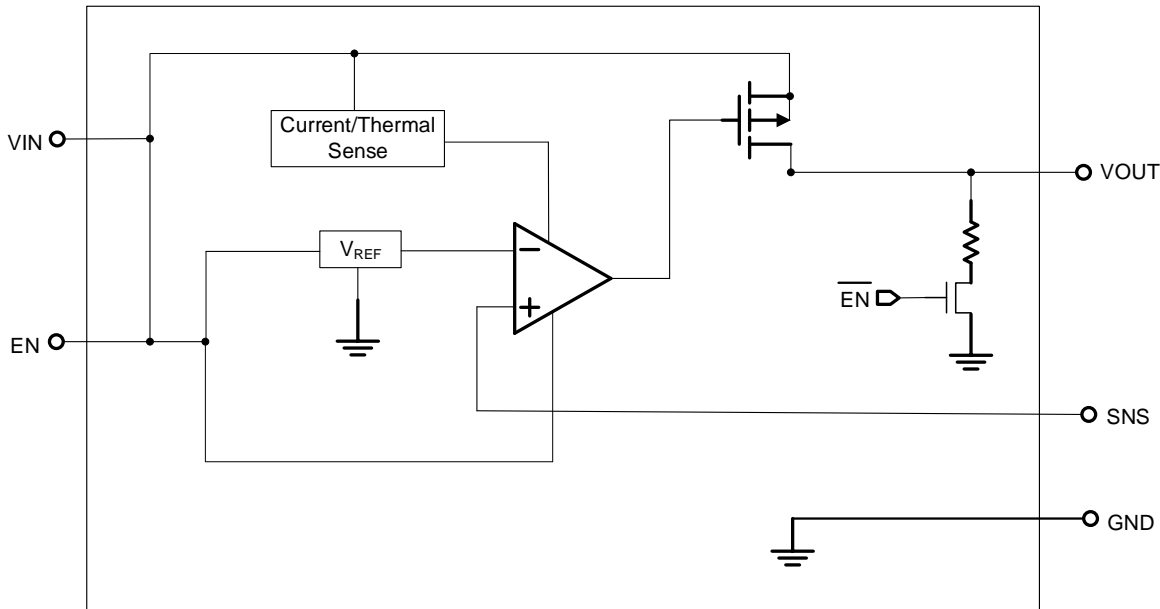 Current/Thermal
Sense
VIN
VOUT
VREF
−
+
EN
EN
SNS
GND